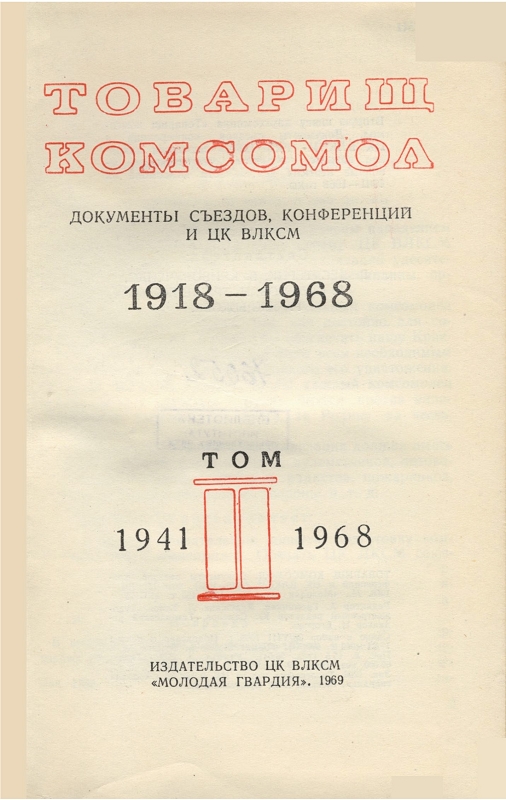 ТОВАРИЩ
КОМСОМОЛ
ДОКУМЕНТЫ СЪЕЗДОВ, КОНФЕРЕНЦИЙ
И ЦК ВЛКСМ
1918 – 1968
ТОМ
II
1941 1968
ИЗДАТЕЛЬСТВО ЦК ВЛКСМ
«МОЛОДАЯ ГВАРДИЯ». 1969